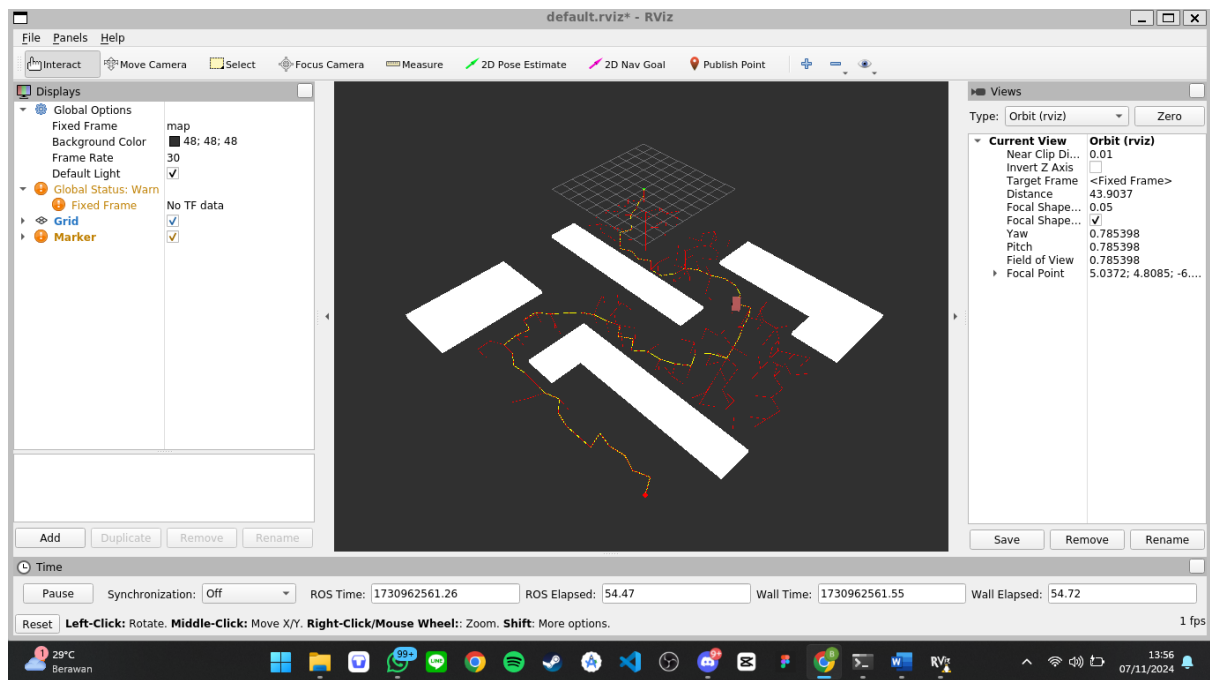 default.rviz* - RViz
File Panels Help
Interact Move Camera Select Focus Camera Measure 2D Pose Estimate 2D Nav Goal Publish Point
Displays
Global Options
Fixed Frame map
Background Color 48; 48; 48
Frame Rate 30
Default Light
Global Status: Warn
Fixed Frame No TF data
Grid
Marker
Add Duplicate Remove Rename
Views
Type: Orbit (rviz) Zero
Current View Orbit (rviz)
Near Clip Di... 0.01
Invert Z Axis
Target Frame <Fixed Frame>
Distance 43.9037
Focal Shape... 0.05
Focal Shape...
Yaw 0.785398
Pitch 0.785398
Field of View 0.785398
Focal Point 5.0372; 4.8085; -6....
Save Remove Rename
Time
Pause Synchronization: Off ROS Time: 1730962561.26 ROS Elapsed: 54.47 Wall Time: 1730962561.55 Wall Elapsed: 54.72
Reset Left-Click: Rotate. Middle-Click: Move X/Y. Right-Click/Mouse Wheel:: Zoom. Shift: More options. 1 fps
1 29°C
Berawan
99+
RViz
13:56
07/11/2024